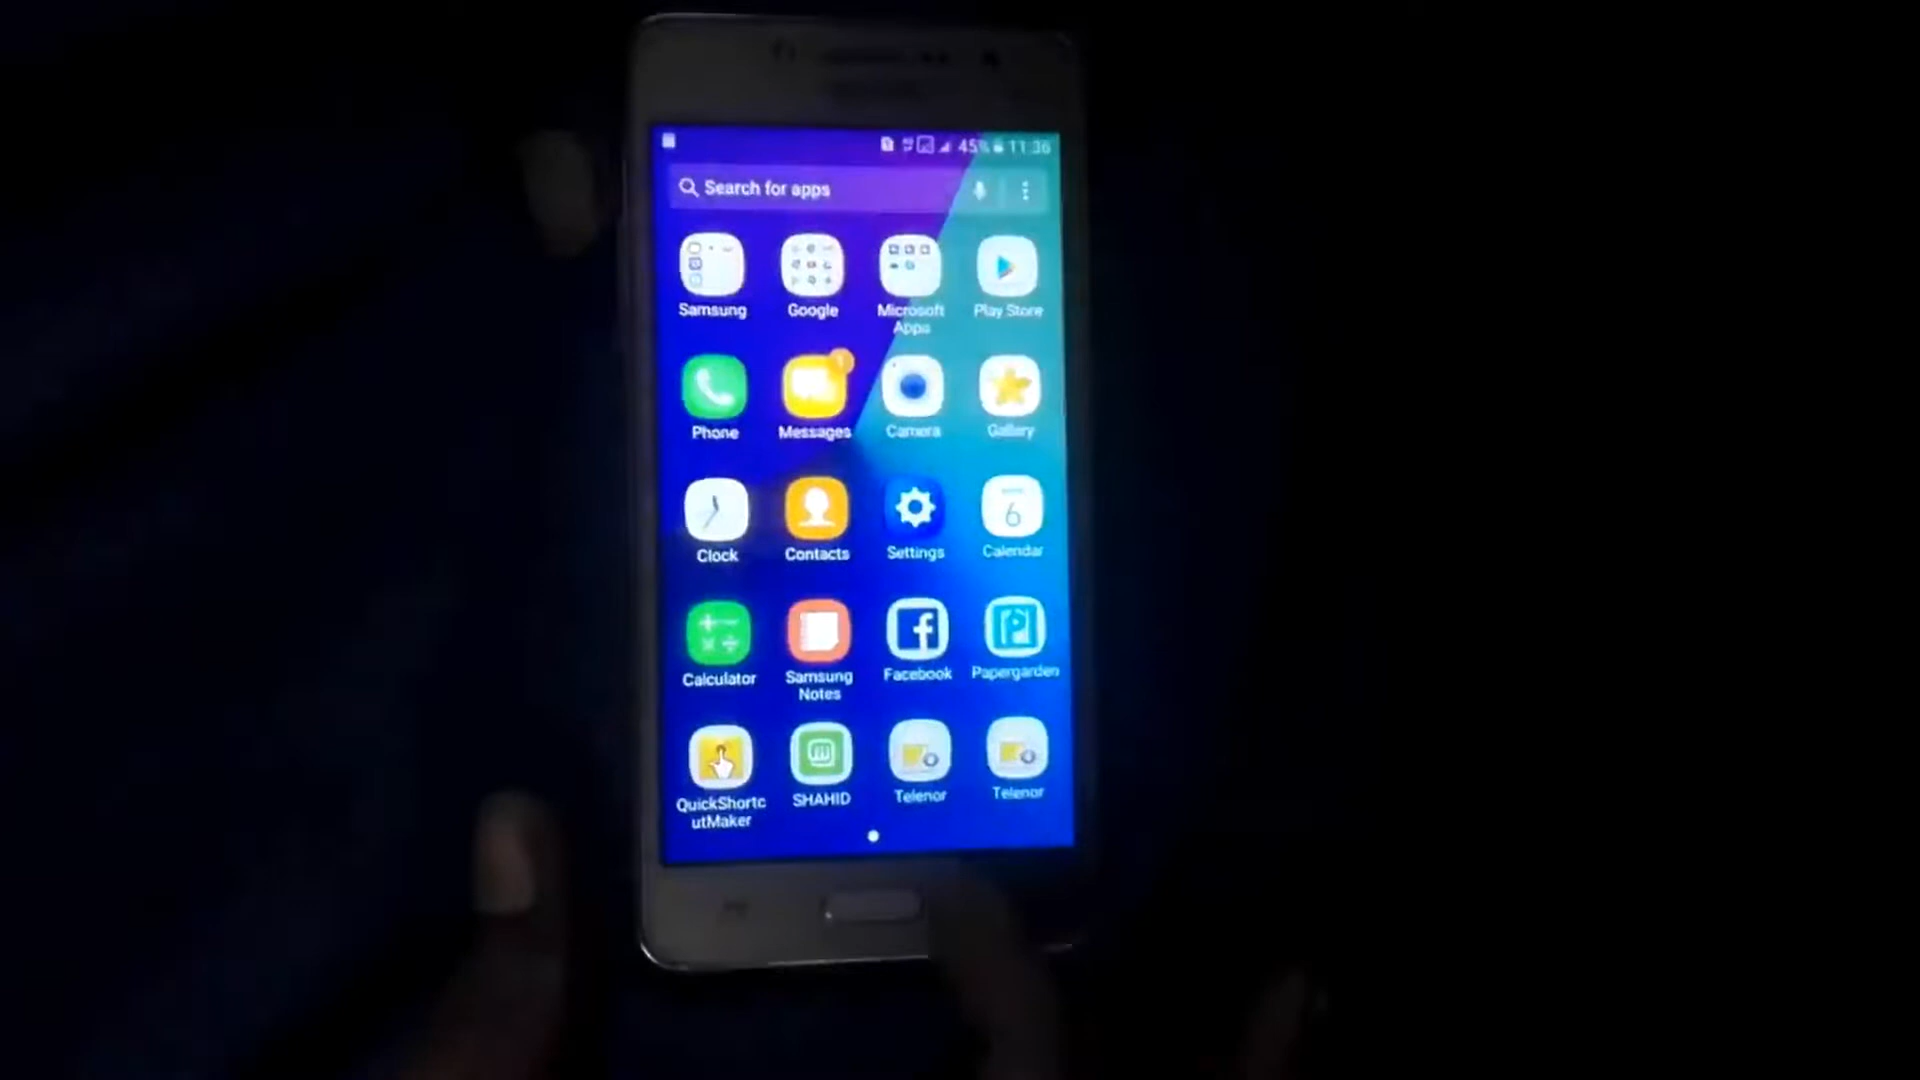 45% 11:36
Search for apps
Samsung
Google
Microsoft
Apps
Play Store
Phone
Messages
Camera
Gallery
Clock
Contacts
Settings
6
Calendar
Calculator
Samsung
Notes
Facebook
Papergarden
QuickShortc
utMaker
SHAHID
Telenor
Telenor